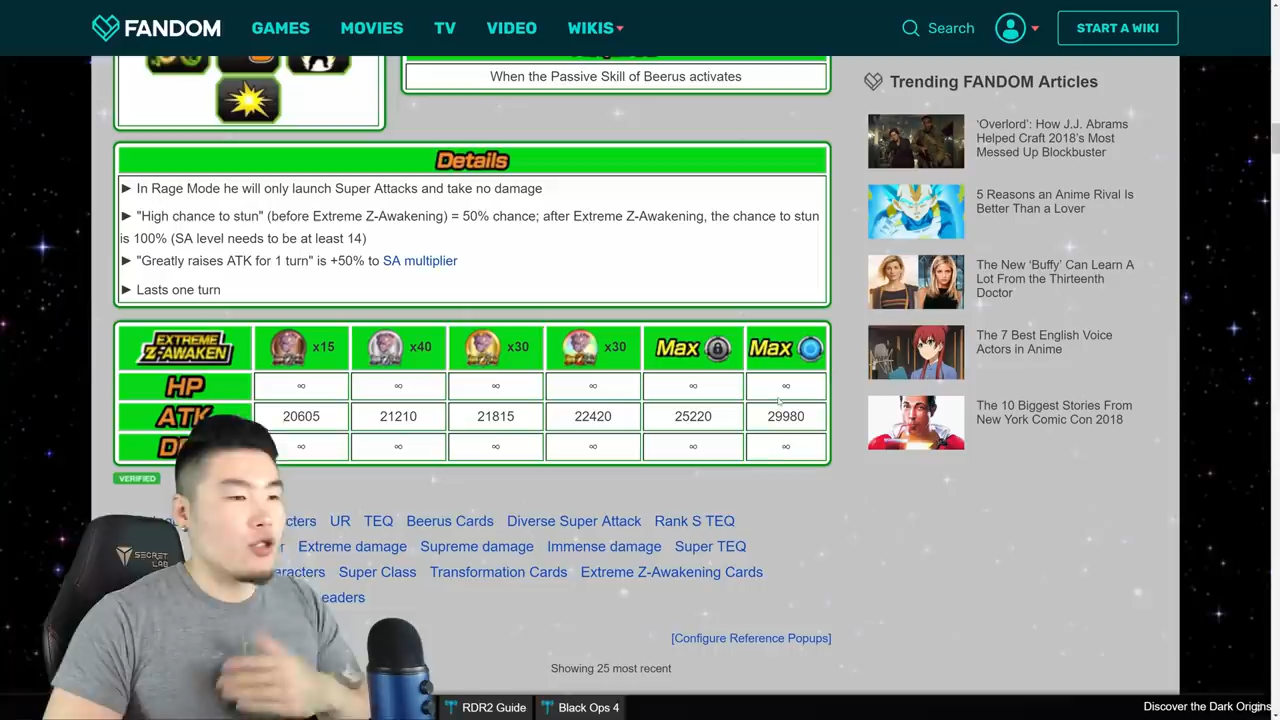 FANDOM
GAMES
MOVIES
TV
VIDEO
WIKIS
Search
START A WIKI
When the Passive Skill of Beerus activates
Details
► In Rage Mode he will only launch Super Attacks and take no damage
► "High chance to stun" (before Extreme Z-Awakening) = 50% chance; after Extreme Z-Awakening, the chance to stun
is 100% (SA level needs to be at least 14)
► "Greatly raises ATK for 1 turn" is +50% to SA multiplier
► Lasts one turn
EXTREME
Z-AWAKEN
x15
x40
x30
x30
Max
Max
HP
∞
∞
∞
∞
∞
∞
ATK
20605
21210
21815
22420
25220
29980
∞
∞
∞
∞
∞
∞
VERIFIED
UR
TEQ
Beerus Cards
Diverse Super Attack
Rank S TEQ
Extreme damage
Supreme damage
Immense damage
Super TEQ
Super Class
Transformation Cards
Extreme Z-Awakening Cards
[Configure Reference Popups]
Showing 25 most recent
Trending FANDOM Articles
'Overlord': How J.J. Abrams
Helped Craft 2018's Most
Messed Up Blockbuster
5 Reasons an Anime Rival Is
Better Than a Lover
The New 'Buffy' Can Learn A
Lot From the Thirteenth
Doctor
The 7 Best English Voice
Actors in Anime
The 10 Biggest Stories From
New York Comic Con 2018
SECRET
LAB
RDR2 Guide
Black Ops 4
Discover the Dark Origins